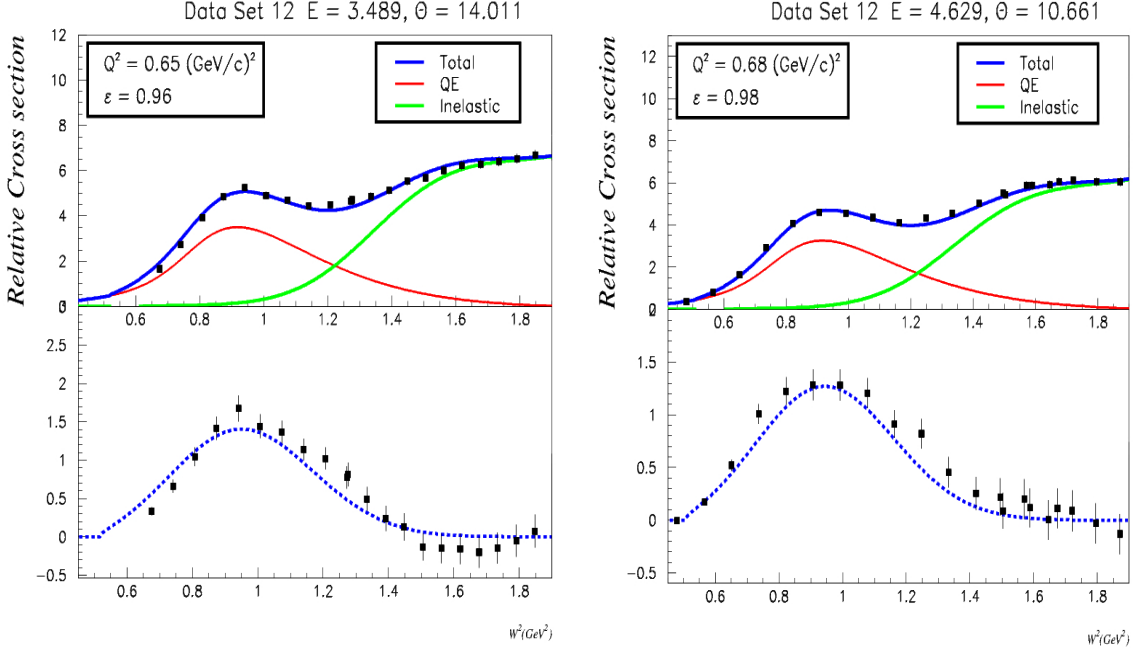 Data Set 12 E = 3.489, Θ = 14.011
Relative Cross section
12
10
8
6
4
2
0
Q² = 0.65 (GeV/c)²
ε = 0.96
Total
QE
Inelastic
0.6 0.8 1 1.2 1.4 1.6 1.8
2.5
2
1.5
1
0.5
0
−0.5
0.6 0.8 1 1.2 1.4 1.6 1.8
W²(GeV²)
Data Set 12 E = 4.629, Θ = 10.661
Relative Cross section
12
10
8
6
4
2
Q² = 0.68 (GeV/c)²
ε = 0.98
Total
QE
Inelastic
0.6 0.8 1 1.2 1.4 1.6 1.8
1.5
1
0.5
0
−0.5
0.6 0.8 1 1.2 1.4 1.6 1.8
W²(GeV²)